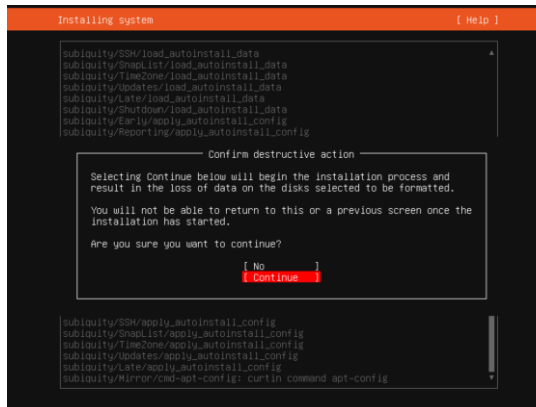 Installing system [ Help ]
subiquity/SSH/load_autoinstall_data
subiquity/SnapList/load_autoinstall_data
subiquity/TimeZone/load_autoinstall_data
subiquity/Updates/load_autoinstall_data
subiquity/Late/load_autoinstall_data
subiquity/Shutdown/load_autoinstall_data
subiquity/Early/apply_autoinstall_config
subiquity/Reporting/apply_autoinstall_config
Confirm destructive action
Selecting Continue below will begin the installation process and
result in the loss of data on the disks selected to be formatted.
You will not be able to return to this or a previous screen once the
installation has started.
Are you sure you want to continue?
[ No ]
[ Continue ]
subiquity/SSH/apply_autoinstall_config
subiquity/SnapList/apply_autoinstall_config
subiquity/TimeZone/apply_autoinstall_config
subiquity/Updates/apply_autoinstall_config
subiquity/Late/apply_autoinstall_config
subiquity/Mirror/cmd-apt-config: curtin command apt-config